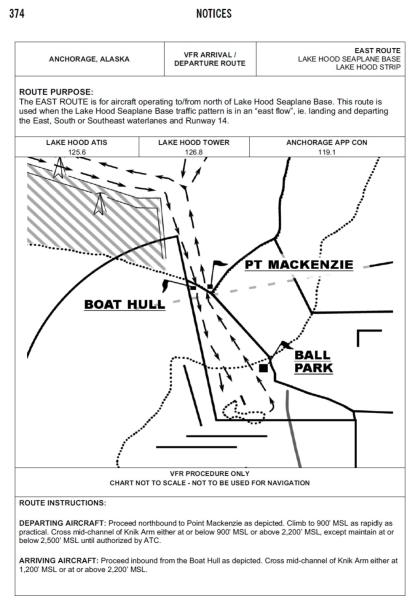 374
NOTICES
ANCHORAGE, ALASKA
VFR ARRIVAL /
DEPARTURE ROUTE
EAST ROUTE
LAKE HOOD SEAPLANE BASE
LAKE HOOD STRIP
ROUTE PURPOSE:
The EAST ROUTE is for aircraft operating to/from north of Lake Hood Seaplane Base. This route is
used when the Lake Hood Seaplane Base traffic pattern is in an "east flow", ie. landing and departing
the East, South or Southeast waterlanes and Runway 14.
LAKE HOOD ATIS
125.6
LAKE HOOD TOWER
126.8
ANCHORAGE APP CON
119.1
PT MACKENZIE
BOAT HULL
BALL
PARK
VFR PROCEDURE ONLY
CHART NOT TO SCALE - NOT TO BE USED FOR NAVIGATION
ROUTE INSTRUCTIONS:
DEPARTING AIRCRAFT: Proceed northbound to Point Mackenzie as depicted. Climb to 900' MSL as rapidly as
practical. Cross mid-channel of Knik Arm either at or below 900' MSL or above 2,200' MSL, except maintain at or
below 2,500' MSL until authorized by ATC.
ARRIVING AIRCRAFT: Proceed inbound from the Boat Hull as depicted. Cross mid-channel of Knik Arm either at
1,200' MSL or at or above 2,200' MSL.